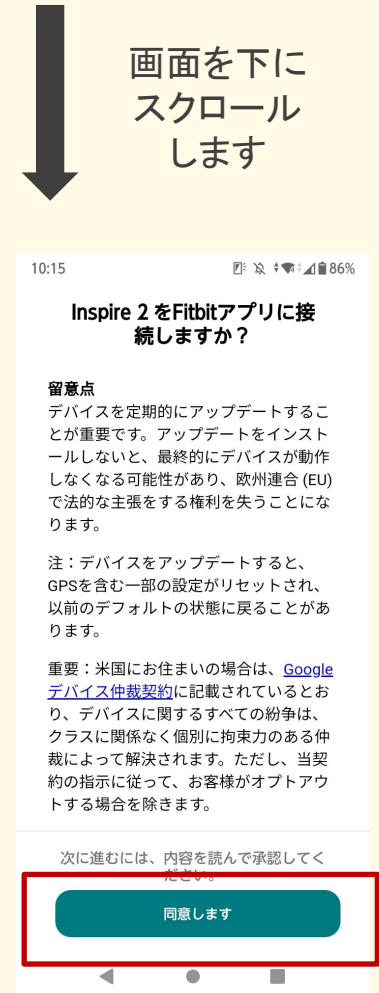 画面を下に
スクロール
します
10:15
86%
Inspire 2 をFitbitアプリに接
続しますか？
留意点
デバイスを定期的にアップデートするこ
とが重要です。アップデートをインスト
ールしないと、最終的にデバイスが動作
しなくなる可能性があり、欧州連合 (EU)
で法的な主張をする権利を失うことにな
ります。
注：デバイスをアップデートすると、
GPSを含む一部の設定がリセットされ、
以前のデフォルトの状態に戻ることがあ
ります。
重要：米国にお住まいの場合は、Google
デバイス仲裁契約に記載されているとお
り、デバイスに関するすべての紛争は、
クラスに関係なく個別に拘束力のある仲
裁によって解決されます。ただし、当契
約の指示に従って、お客様がオプトアウ
トする場合を除きます。
次に進むには、内容を読んで承認してく
ださい。
同意します